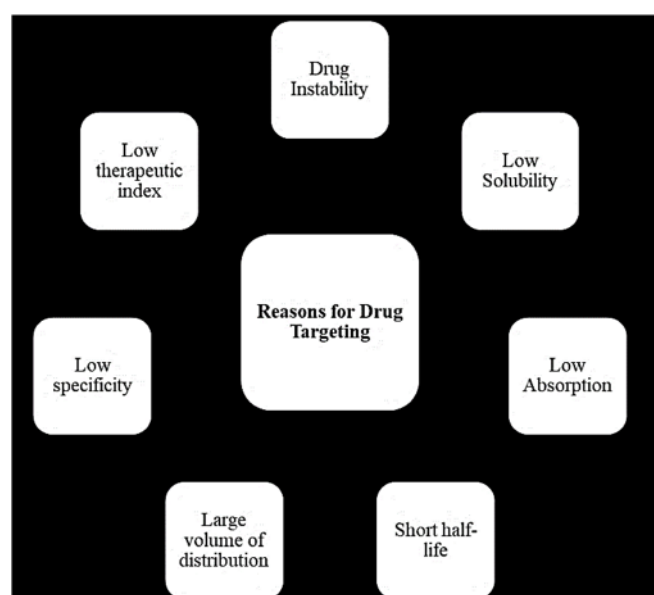 Drug
Instability
Low
therapeutic
index
Low
Solubility
Reasons for Drug
Targeting
Low
specificity
Low
Absorption
Large
volume of
distribution
Short half-
life